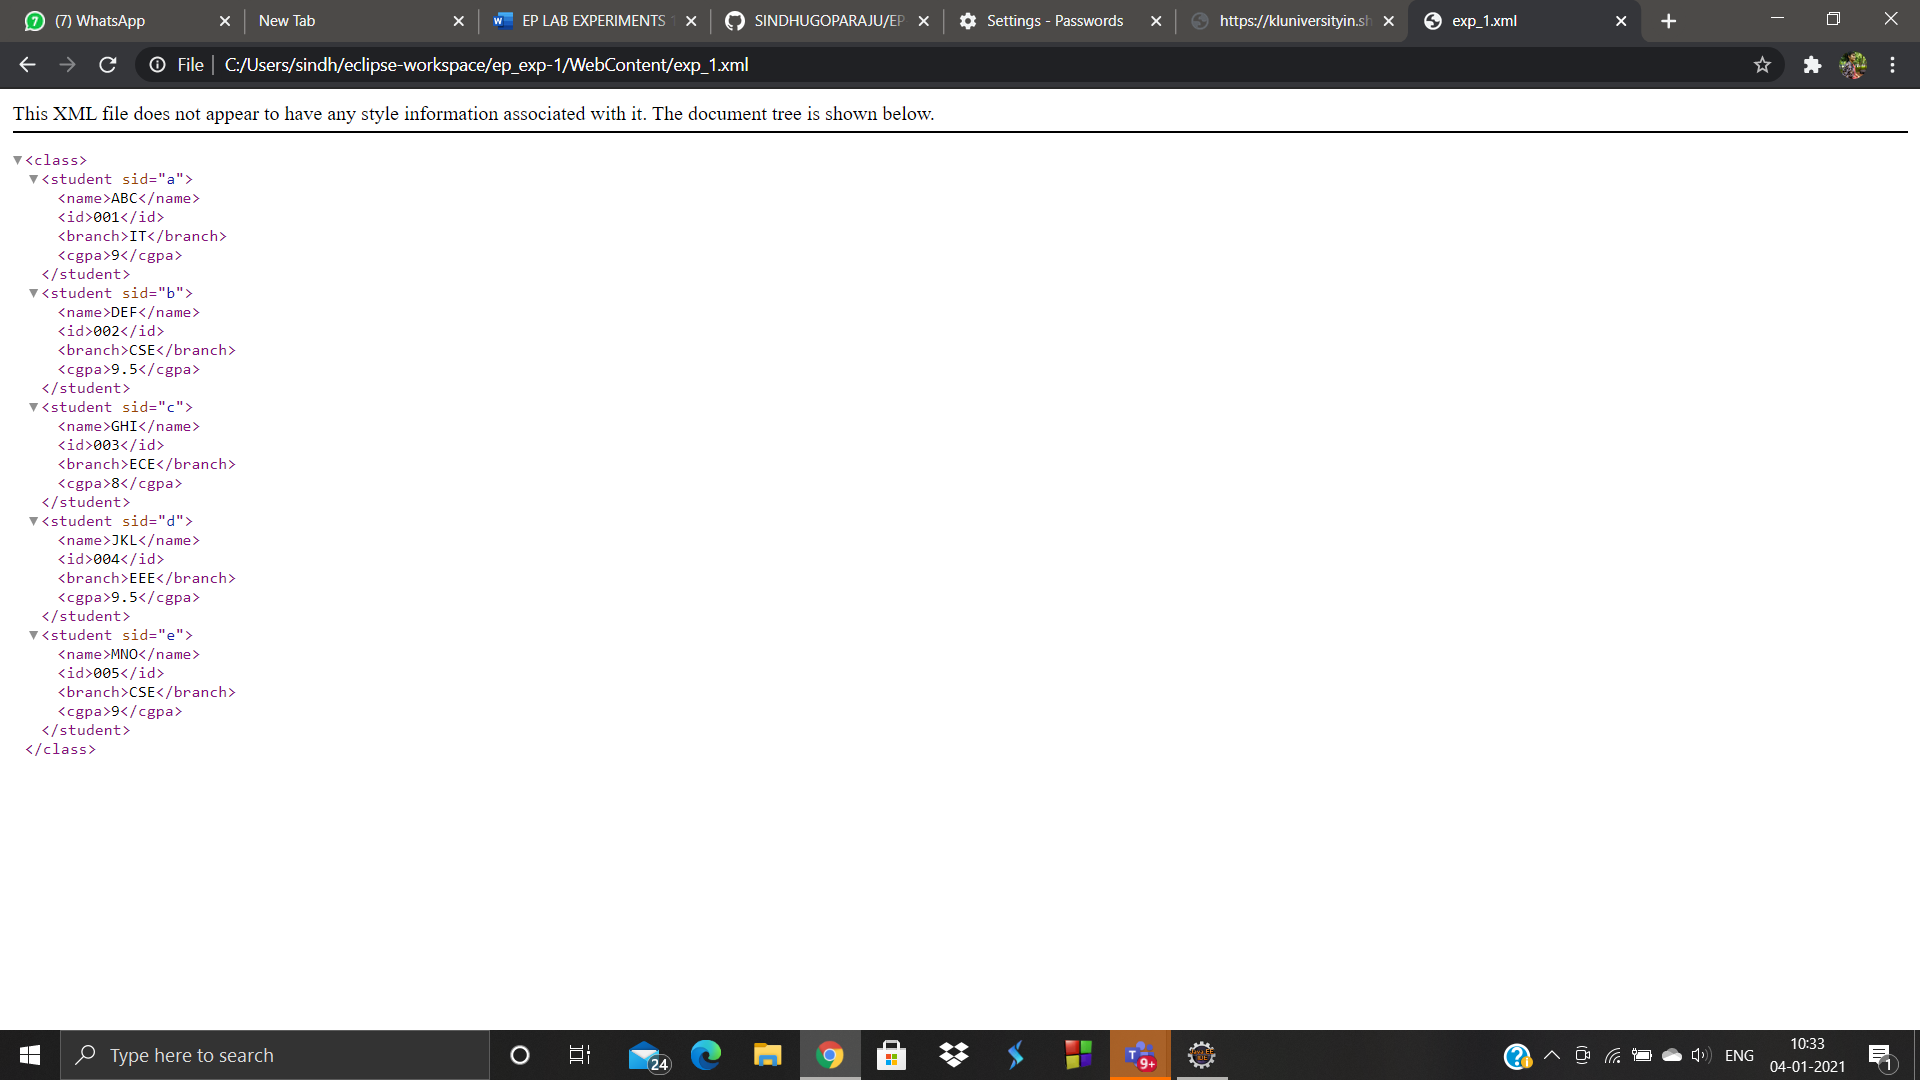 (7) WhatsApp
New Tab
EP LAB EXPERIMENTS
SINDHUGOPARAJU/EP
Settings - Passwords
https://kluniversityin.sh
exp_1.xml
File C:/Users/sindh/eclipse-workspace/ep_exp-1/WebContent/exp_1.xml
This XML file does not appear to have any style information associated with it. The document tree is shown below.
<class>
<student sid="a">
<name>ABC</name>
<id>001</id>
<branch>IT</branch>
<cgpa>9</cgpa>
</student>
<student sid="b">
<name>DEF</name>
<id>002</id>
<branch>CSE</branch>
<cgpa>9.5</cgpa>
</student>
<student sid="c">
<name>GHI</name>
<id>003</id>
<branch>ECE</branch>
<cgpa>8</cgpa>
</student>
<student sid="d">
<name>JKL</name>
<id>004</id>
<branch>EEE</branch>
<cgpa>9.5</cgpa>
</student>
<student sid="e">
<name>MNO</name>
<id>005</id>
<branch>CSE</branch>
<cgpa>9</cgpa>
</student>
</class>
Type here to search
24
9+
ENG
10:33
04-01-2021
1